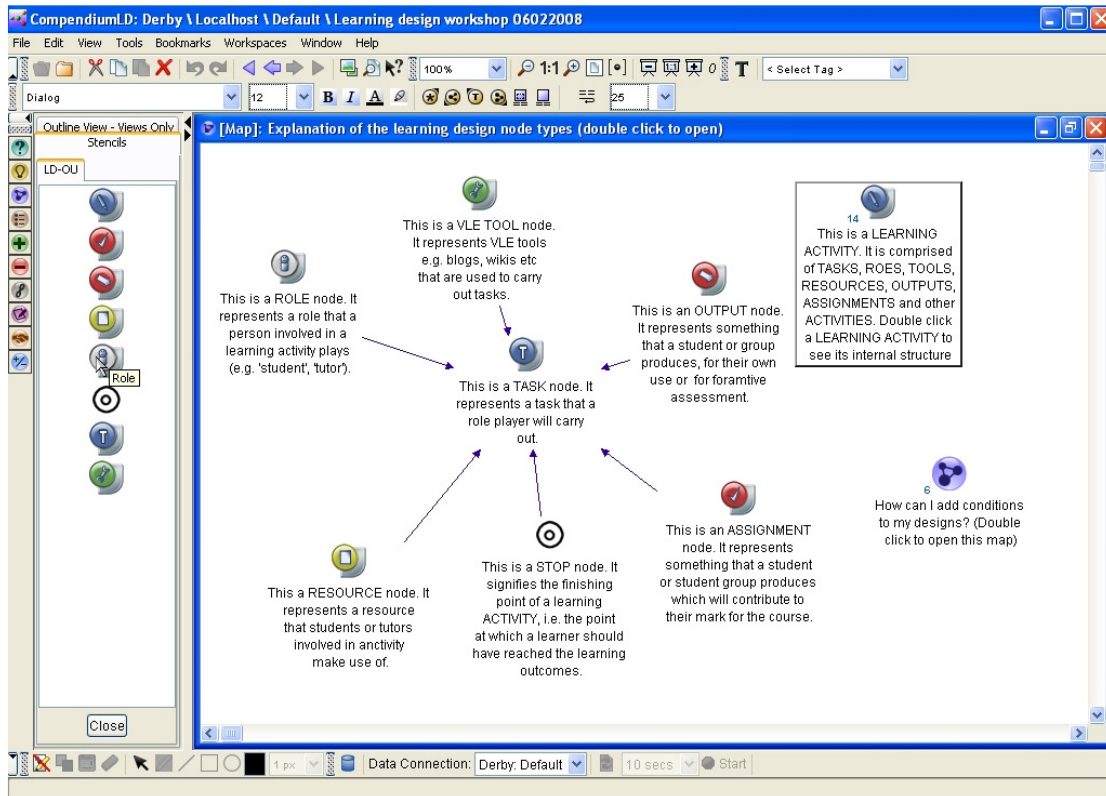 CompendiumLD: Derby \ Localhost \ Default \ Learning design workshop 06022008
File Edit View Tools Bookmarks Workspaces Window Help
100%
1:1
0
T
< Select Tag >
Dialog
12
B I A
25
Outline View - Views Only
Stencils
LD-OU
Role
Close
[Map]: Explanation of the learning design node types (double click to open)
This is a VLE TOOL node.
It represents VLE tools
e.g. blogs, wikis etc
that are used to carry
out tasks.
14
This is a LEARNING
ACTIVITY. It is comprised
of TASKS, ROES, TOOLS,
RESOURCES, OUTPUTS,
ASSIGNMENTS and other
ACTIVITIES. Double click
a LEARNING ACTIVITY to
see its internal structure
This is a ROLE node. It
represents a role that a
person involved in a
learning activity plays
(e.g. 'student', 'tutor').
This is an OUTPUT node.
It represents something
that a student or group
produces, for their own
use or  for foramtive
assessment.
T
This is a TASK node. It
represents a task that a
role player will carry
out.
6
How can I add conditions
to my designs? (Double
click to open this map)
This a RESOURCE node. It
represents a resource
that students or tutors
involved in anctivity
make use of.
This is a STOP node. It
signifies the finishing
point of a learning
ACTIVITY, i.e. the point
at which a learner should
have reached the learning
outcomes.
This is an ASSIGNMENT
node. It represents
something that a student
or student group produces
which will contribute to
their mark for the course.
1 px
Data Connection: Derby: Default
10 secs
Start